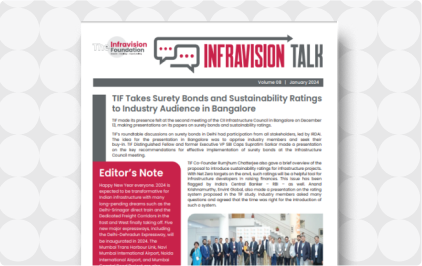 The Infravision
Foundation
INFRAVISION TALK
Volume 08 | January 2024
TIF Takes Surety Bonds and Sustainability Ratings
to Industry Audience in Bangalore
TIF made its presence felt at the second meeting of the CII Infrastructure Council in Bangalore on December
13, making presentations on its papers on surety bonds and sustainability ratings.
TIF's roundtable discussions on surety bonds in Delhi had participation from all stakeholders, led by IRDAI.
The idea for the presentation in Bangalore was to apprise industry members and seek their
buy-in. TIF Distinguished Fellow and former Executive VP SBI Caps Suprotim Sarkar made a presentation
on the key recommendations for effective implementation of surety bonds at the Infrastructure
Council meeting.
Editor's Note
Happy New Year everyone. 2024 is
expected to be transformative for
Indian infrastructure with many
long-pending dreams such as the
Delhi-Srinagar direct train and the
Dedicated Freight Corridors in the
East and West finally taking off. Five
new major expressways, including
the Delhi-Dehradun Expressway, will
be inaugurated in 2024. The
Mumbai Trans Harbour Link, Navi
Mumbai International Airport, Noida
International Airport, and Mumbai
TIF Co-Founder Rumjhum Chatterjee also gave a brief overview of the
proposal to introduce sustainability ratings for infrastructure projects.
With Net Zero targets on the anvil, such ratings will be a helpful tool for
infrastructure developers in raising finances. This issue has been
flagged by India's Central Banker - RBI - as well. Anand
Krishnamurthy, Knight Global, also made a presentation on the rating
system proposed in the TIF study. Industry members asked many
questions and agreed that the time was right for the introduction of
such a system.